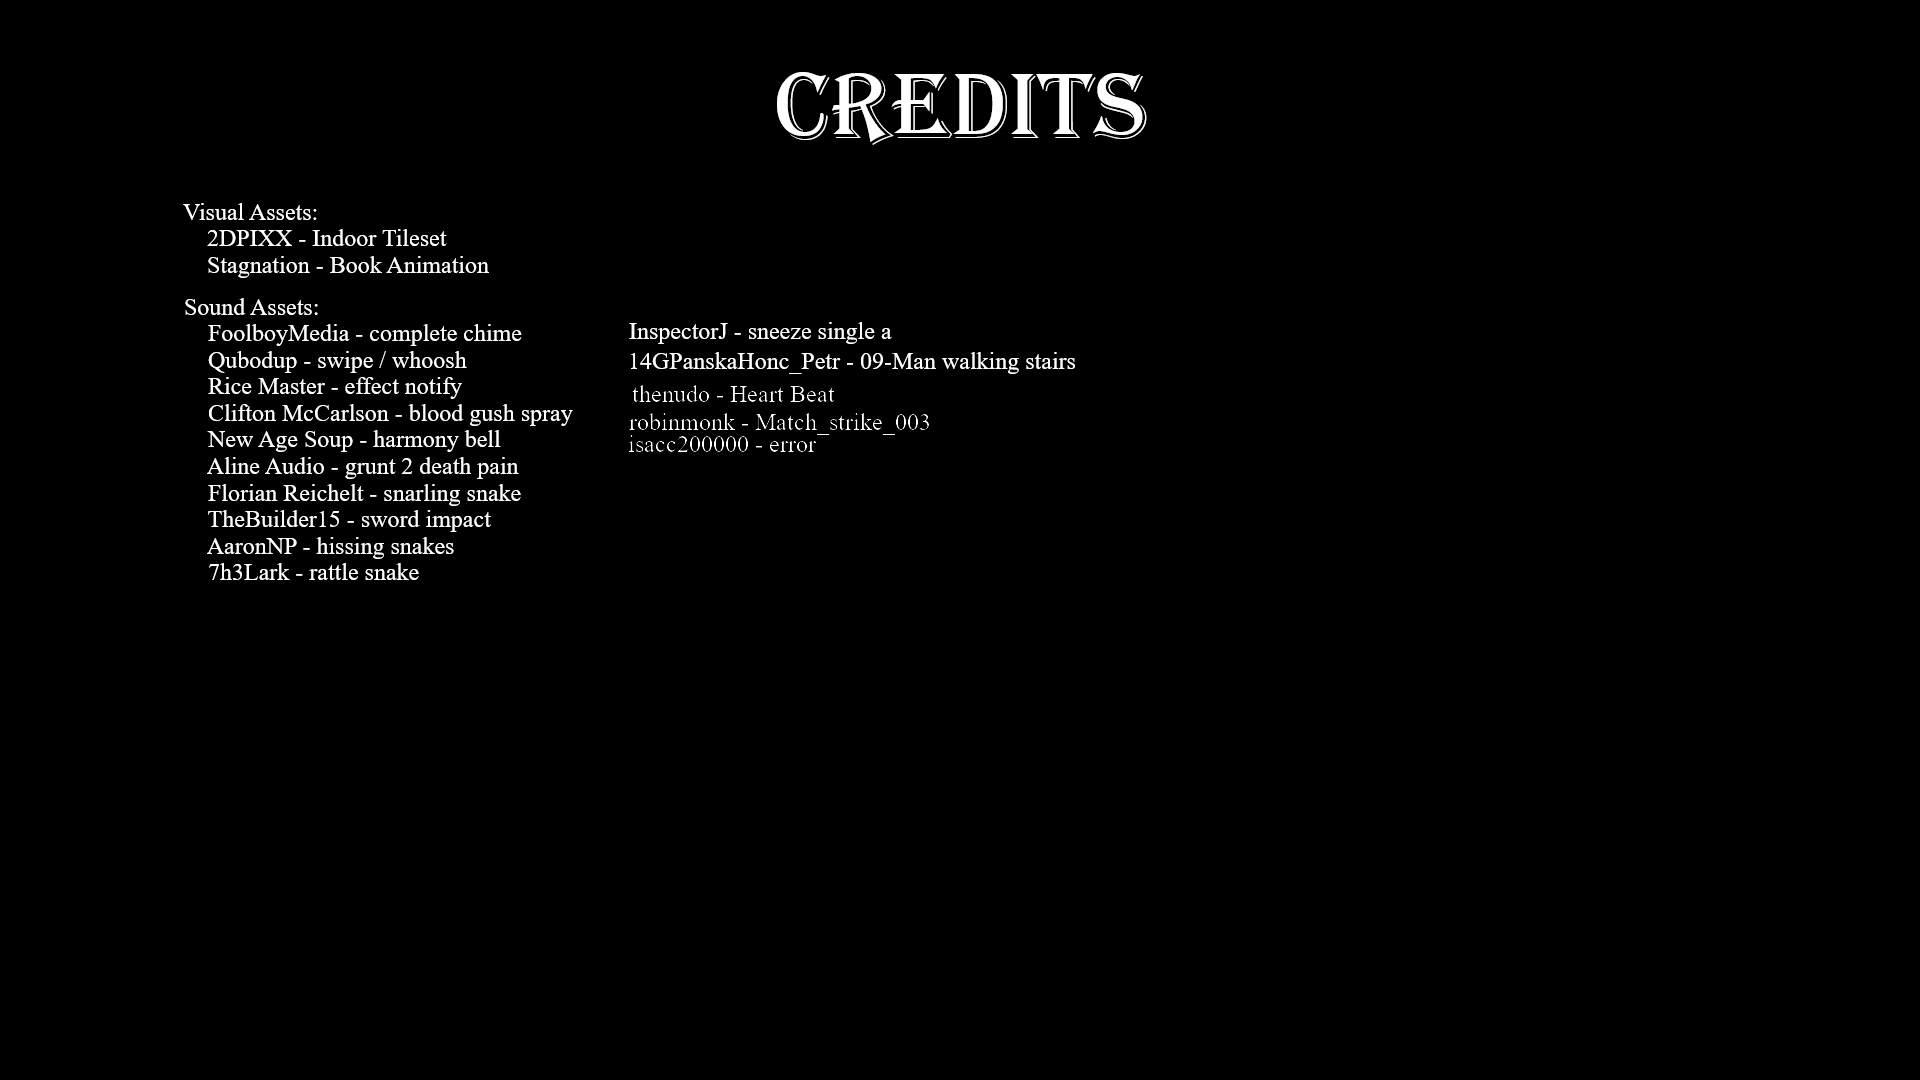 CREDITS
Visual Assets:
2DPIXX - Indoor Tileset
Stagnation - Book Animation
Sound Assets:
FoolboyMedia - complete chime
Qubodup - swipe / whoosh
Rice Master - effect notify
Clifton McCarlson - blood gush spray
New Age Soup - harmony bell
Aline Audio - grunt 2 death pain
Florian Reichelt - snarling snake
TheBuilder15 - sword impact
AaronNP - hissing snakes
7h3Lark - rattle snake
InspectorJ - sneeze single a
14GPanskaHonc_Petr - 09-Man walking stairs
thenudo - Heart Beat
robinmonk - Match_strike_003
isacc200000 - error